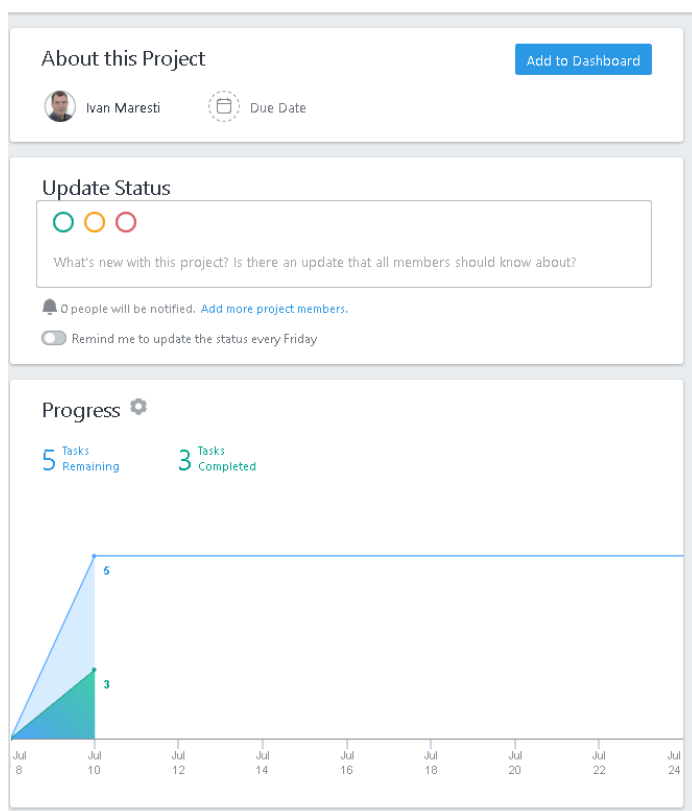 About this Project
Add to Dashboard
Ivan Maresti
Due Date
Update Status
What's new with this project? Is there an update that all members should know about?
0 people will be notified. Add more project members.
Remind me to update the status every Friday
Progress
5 Tasks Remaining
3 Tasks Completed
5
3
Jul 8
Jul 10
Jul 12
Jul 14
Jul 16
Jul 18
Jul 20
Jul 22
Jul 24